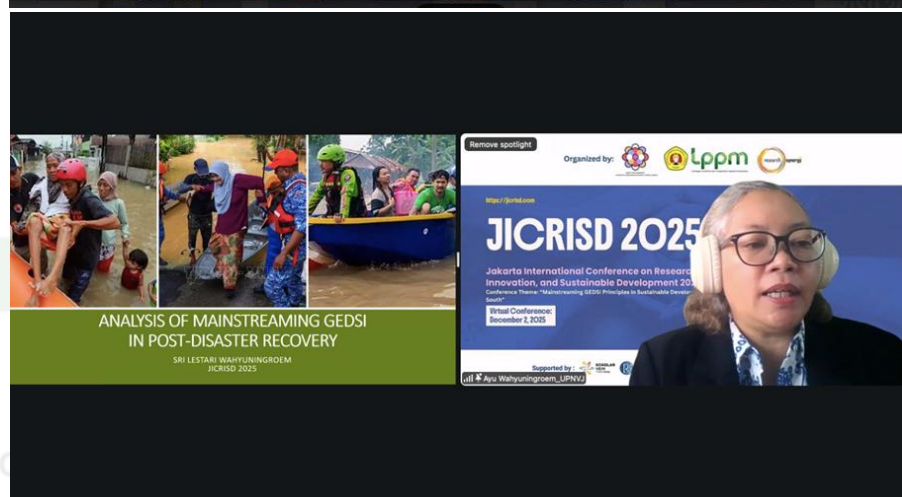 ANALYSIS OF MAINSTREAMING GEDSI
IN POST-DISASTER RECOVERY
SRI LESTARI WAHYUNINGROEM
JICRISD 2025
Remove spotlight
Organized by:
LPPM
https://jicrisd.com
JICRISD 2025
Jakarta International Conference on Researc
Innovation, and Sustainable Development 20
Conference Theme: "Mainstreaming GEDSI Principles in Sustainable Develo
South"
Virtual Conference:
December 2, 2025
Supported by :
Ayu Wahyuningroem_UPNVJ